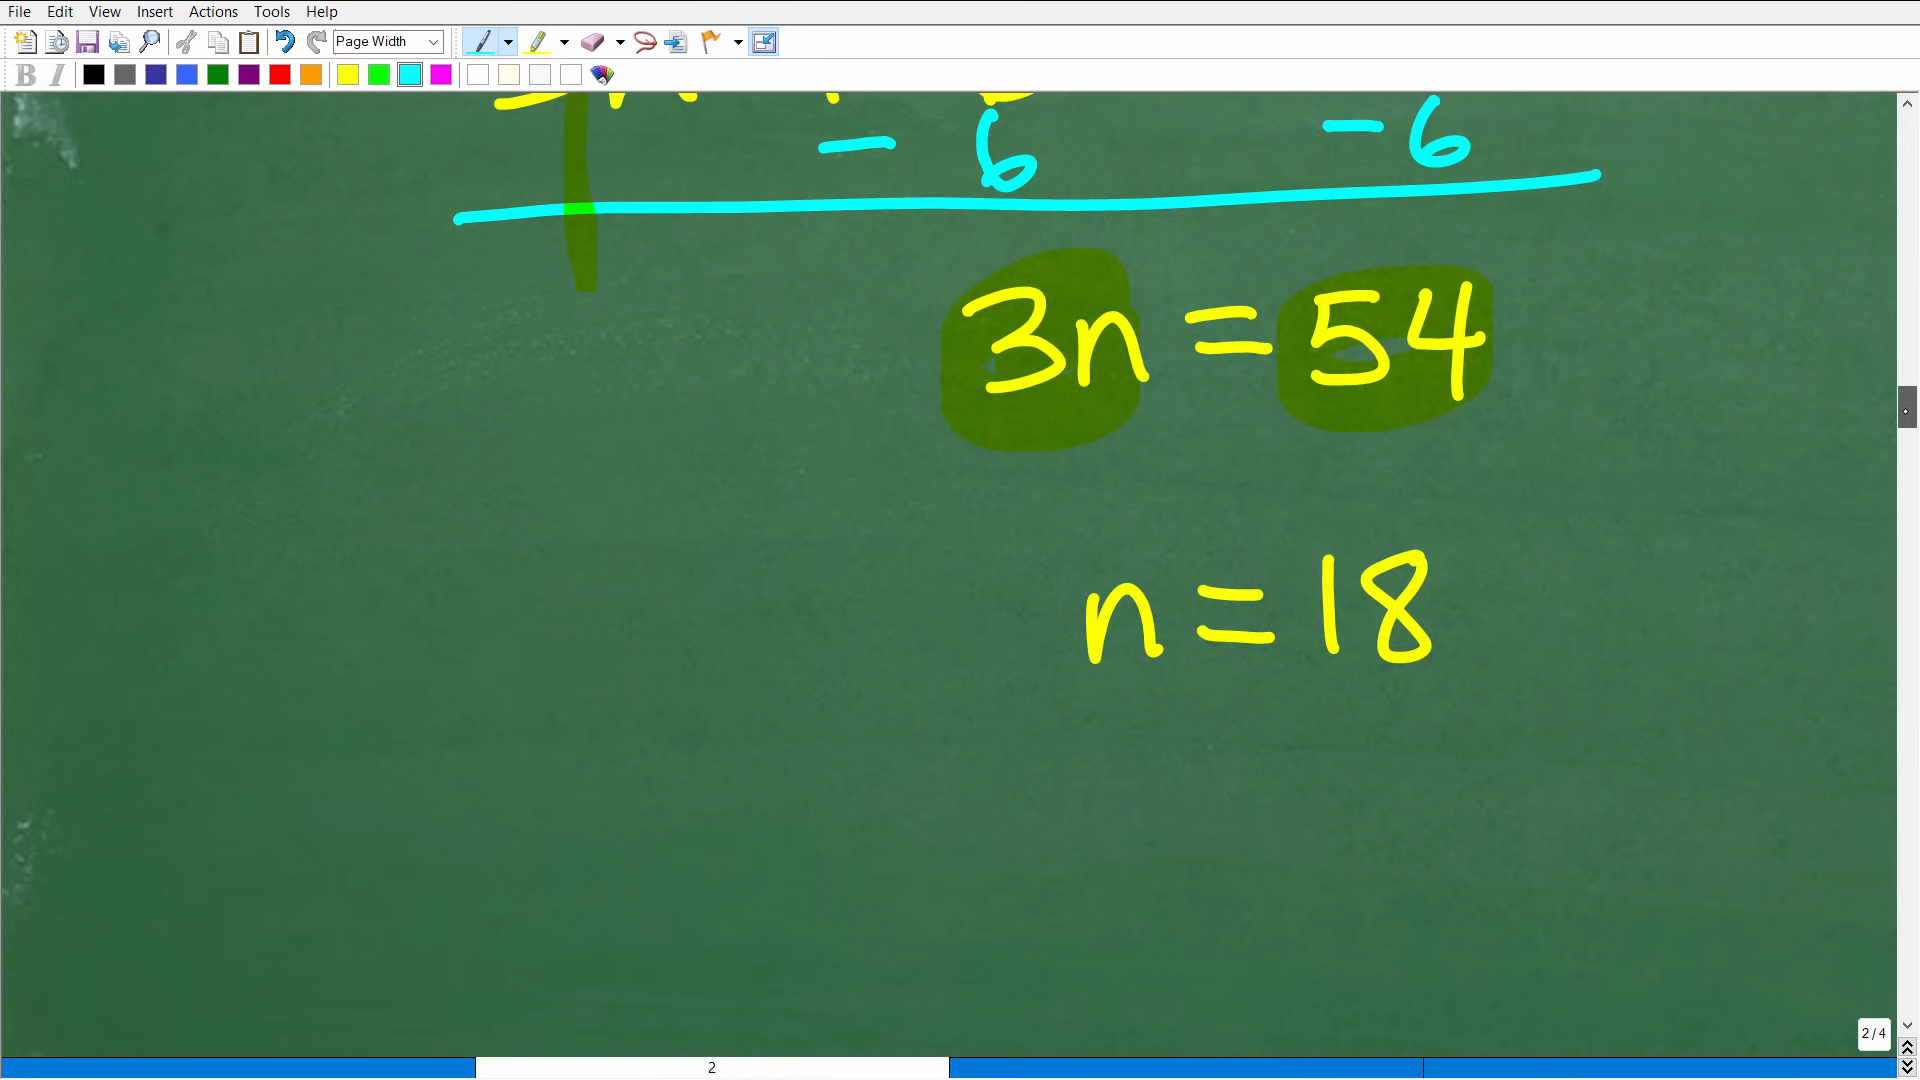 File Edit View Insert Actions Tools Help
B I Page Width
- 6 - 6
3n = 54
n = 18
2 / 4
2